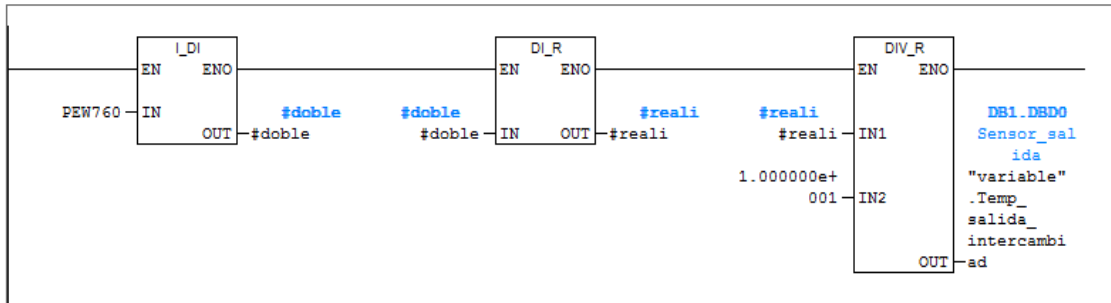 I_DI
EN ENO
PEW760 IN
#doble
OUT #doble
DI_R
EN ENO
#doble
#doble IN
#reali
OUT #reali
DIV_R
EN ENO
#reali
#reali IN1
1.000000e+
001 IN2
DB1.DBD0
Sensor_sal
ida
"variable"
.Temp_
salida_
intercambi
OUT ad